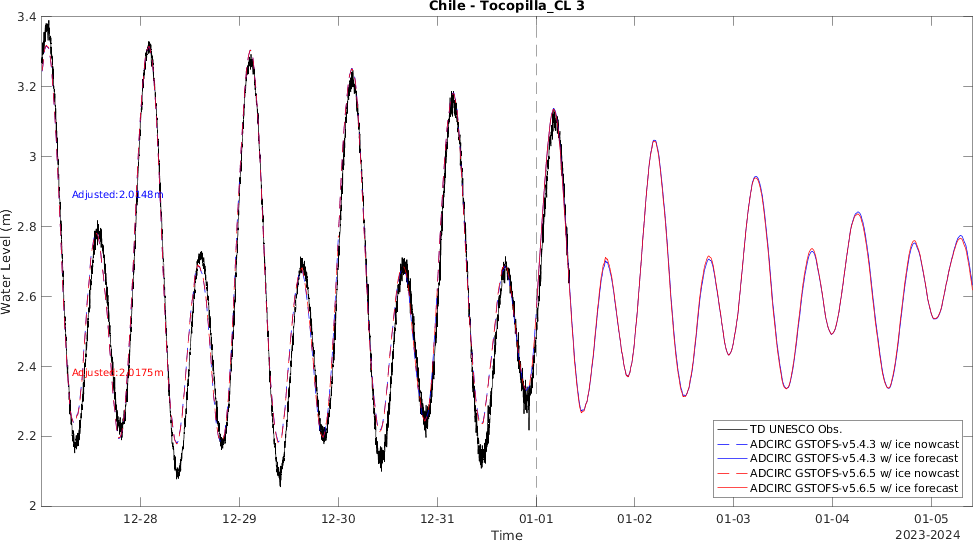 Chile - Tocopilla_CL 3
3.4
3.2
3
2.8
2.6
2.4
2.2
2
Water Level (m)
Adjusted:2.0148m
Adjusted:2.0175m
TD UNESCO Obs.
ADCIRC GSTOFS-v5.4.3 w/ ice nowcast
ADCIRC GSTOFS-v5.4.3 w/ ice forecast
ADCIRC GSTOFS-v5.6.5 w/ ice nowcast
ADCIRC GSTOFS-v5.6.5 w/ ice forecast
12-28 12-29 12-30 12-31 01-01 01-02 01-03 01-04 01-05
Time
2023-2024